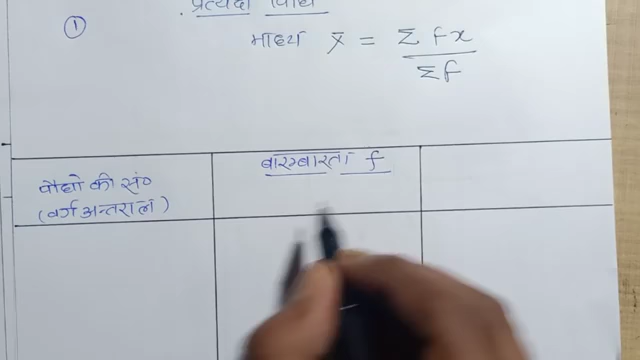 . प्रत्यक्ष विधि
①
माध्य x̄ = Σfx / Σf
पौधों की सं०
(वर्ग अन्तराल)
बारम्बारता f